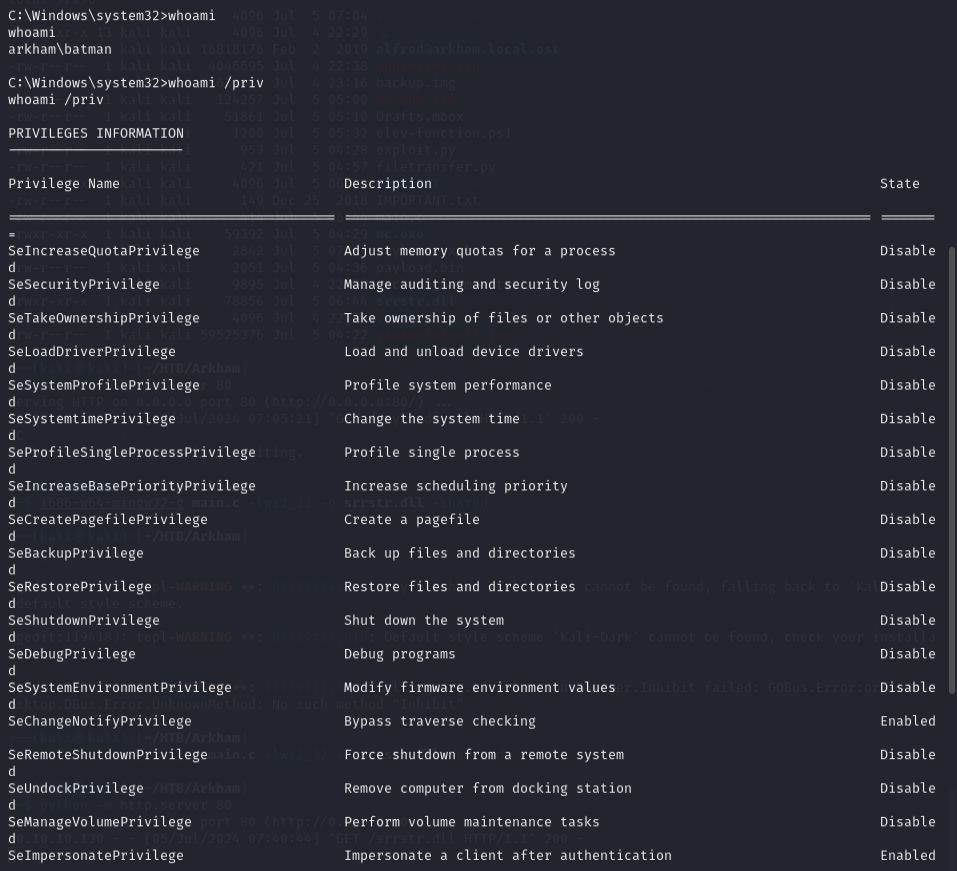 C:\Windows\system32>whoami
whoami
arkham\batman
C:\Windows\system32>whoami /priv
whoami /priv
PRIVILEGES INFORMATION
Privilege Name Description State
=
SeIncreaseQuotaPrivilege Adjust memory quotas for a process Disable
d
SeSecurityPrivilege Manage auditing and security log Disable
d
SeTakeOwnershipPrivilege Take ownership of files or other objects Disable
d
SeLoadDriverPrivilege Load and unload device drivers Disable
d
SeSystemProfilePrivilege Profile system performance Disable
d
SeSystemtimePrivilege Change the system time Disable
d
SeProfileSingleProcessPrivilege Profile single process Disable
d
SeIncreaseBasePriorityPrivilege Increase scheduling priority Disable
d
SeCreatePagefilePrivilege Create a pagefile Disable
d
SeBackupPrivilege Back up files and directories Disable
d
SeRestorePrivilege Restore files and directories Disable
d
SeShutdownPrivilege Shut down the system Disable
d
SeDebugPrivilege Debug programs Disable
d
SeSystemEnvironmentPrivilege Modify firmware environment values Disable
d
SeChangeNotifyPrivilege Bypass traverse checking Enabled
SeRemoteShutdownPrivilege Force shutdown from a remote system Disable
d
SeUndockPrivilege Remove computer from docking station Disable
d
SeManageVolumePrivilege Perform volume maintenance tasks Disable
d
SeImpersonatePrivilege Impersonate a client after authentication Enabled